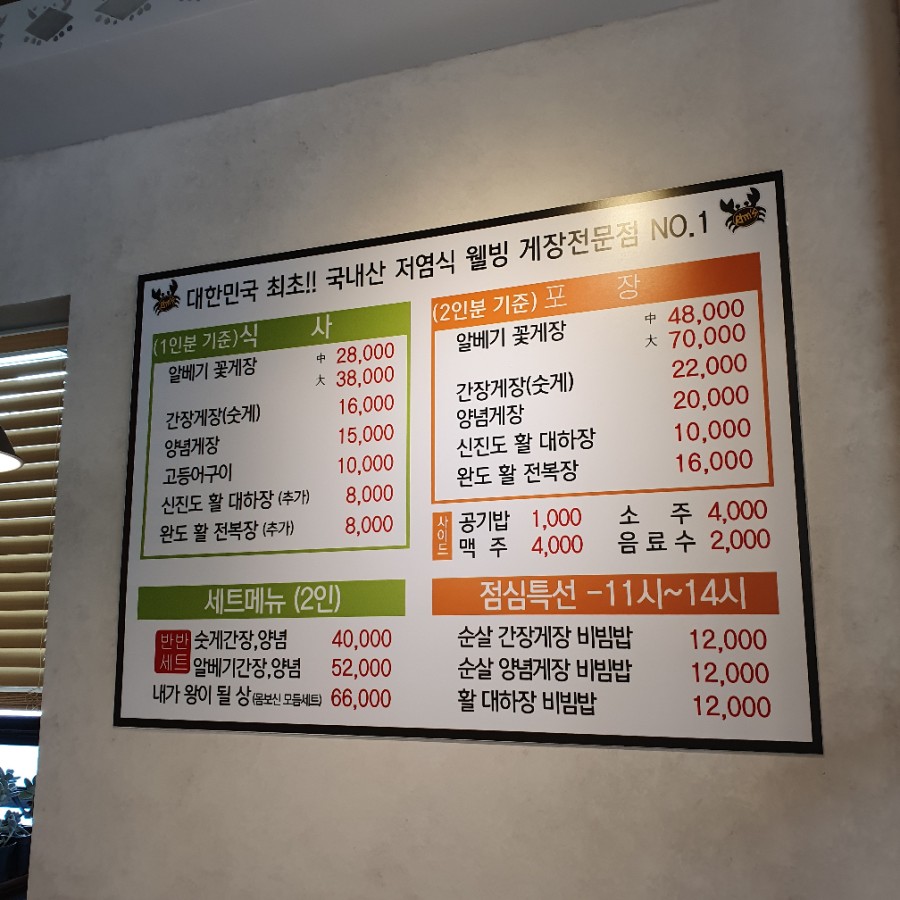 대한민국 최초!! 국내산 저염식 웰빙 게장전문점 NO.1
(1인분 기준) 식 사
알베기 꽃게장 中 28,000
大 38,000
간장게장(숫게) 16,000
양념게장 15,000
고등어구이 10,000
신진도 활 대하장 (추가) 8,000
완도 활 전복장 (추가) 8,000
(2인분 기준) 포 장
알베기 꽃게장 中 48,000
大 70,000
간장게장(숫게) 22,000
양념게장 20,000
신진도 활 대하장 10,000
완도 활 전복장 16,000
사이드
공기밥 1,000 소 주 4,000
맥 주 4,000 음료수 2,000
세트메뉴 (2인)
반반
세트
숫게간장,양념 40,000
알베기간장,양념 52,000
내가 왕이 될 상 (몸보신 모듬세트) 66,000
점심특선 -11시~14시
순살 간장게장 비빔밥 12,000
순살 양념게장 비빔밥 12,000
활 대하장 비빔밥 12,000